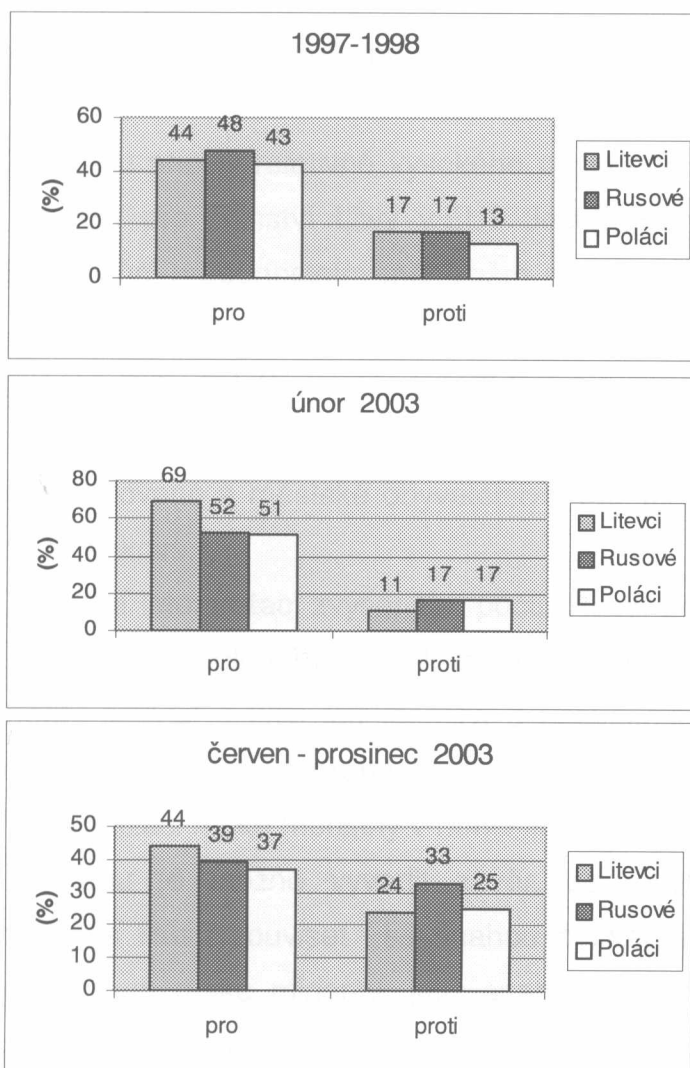 1997-1998
60
40
20
0
(%)
44 48 43
17 17 13
pro proti
Litevci
Rusové
Poláci
únor 2003
80
60
40
20
0
(%)
69 52 51
11 17 17
pro proti
Litevci
Rusové
Poláci
červen - prosinec 2003
50
40
30
20
10
0
(%)
44 39 37
24 33 25
pro proti
Litevci
Rusové
Poláci